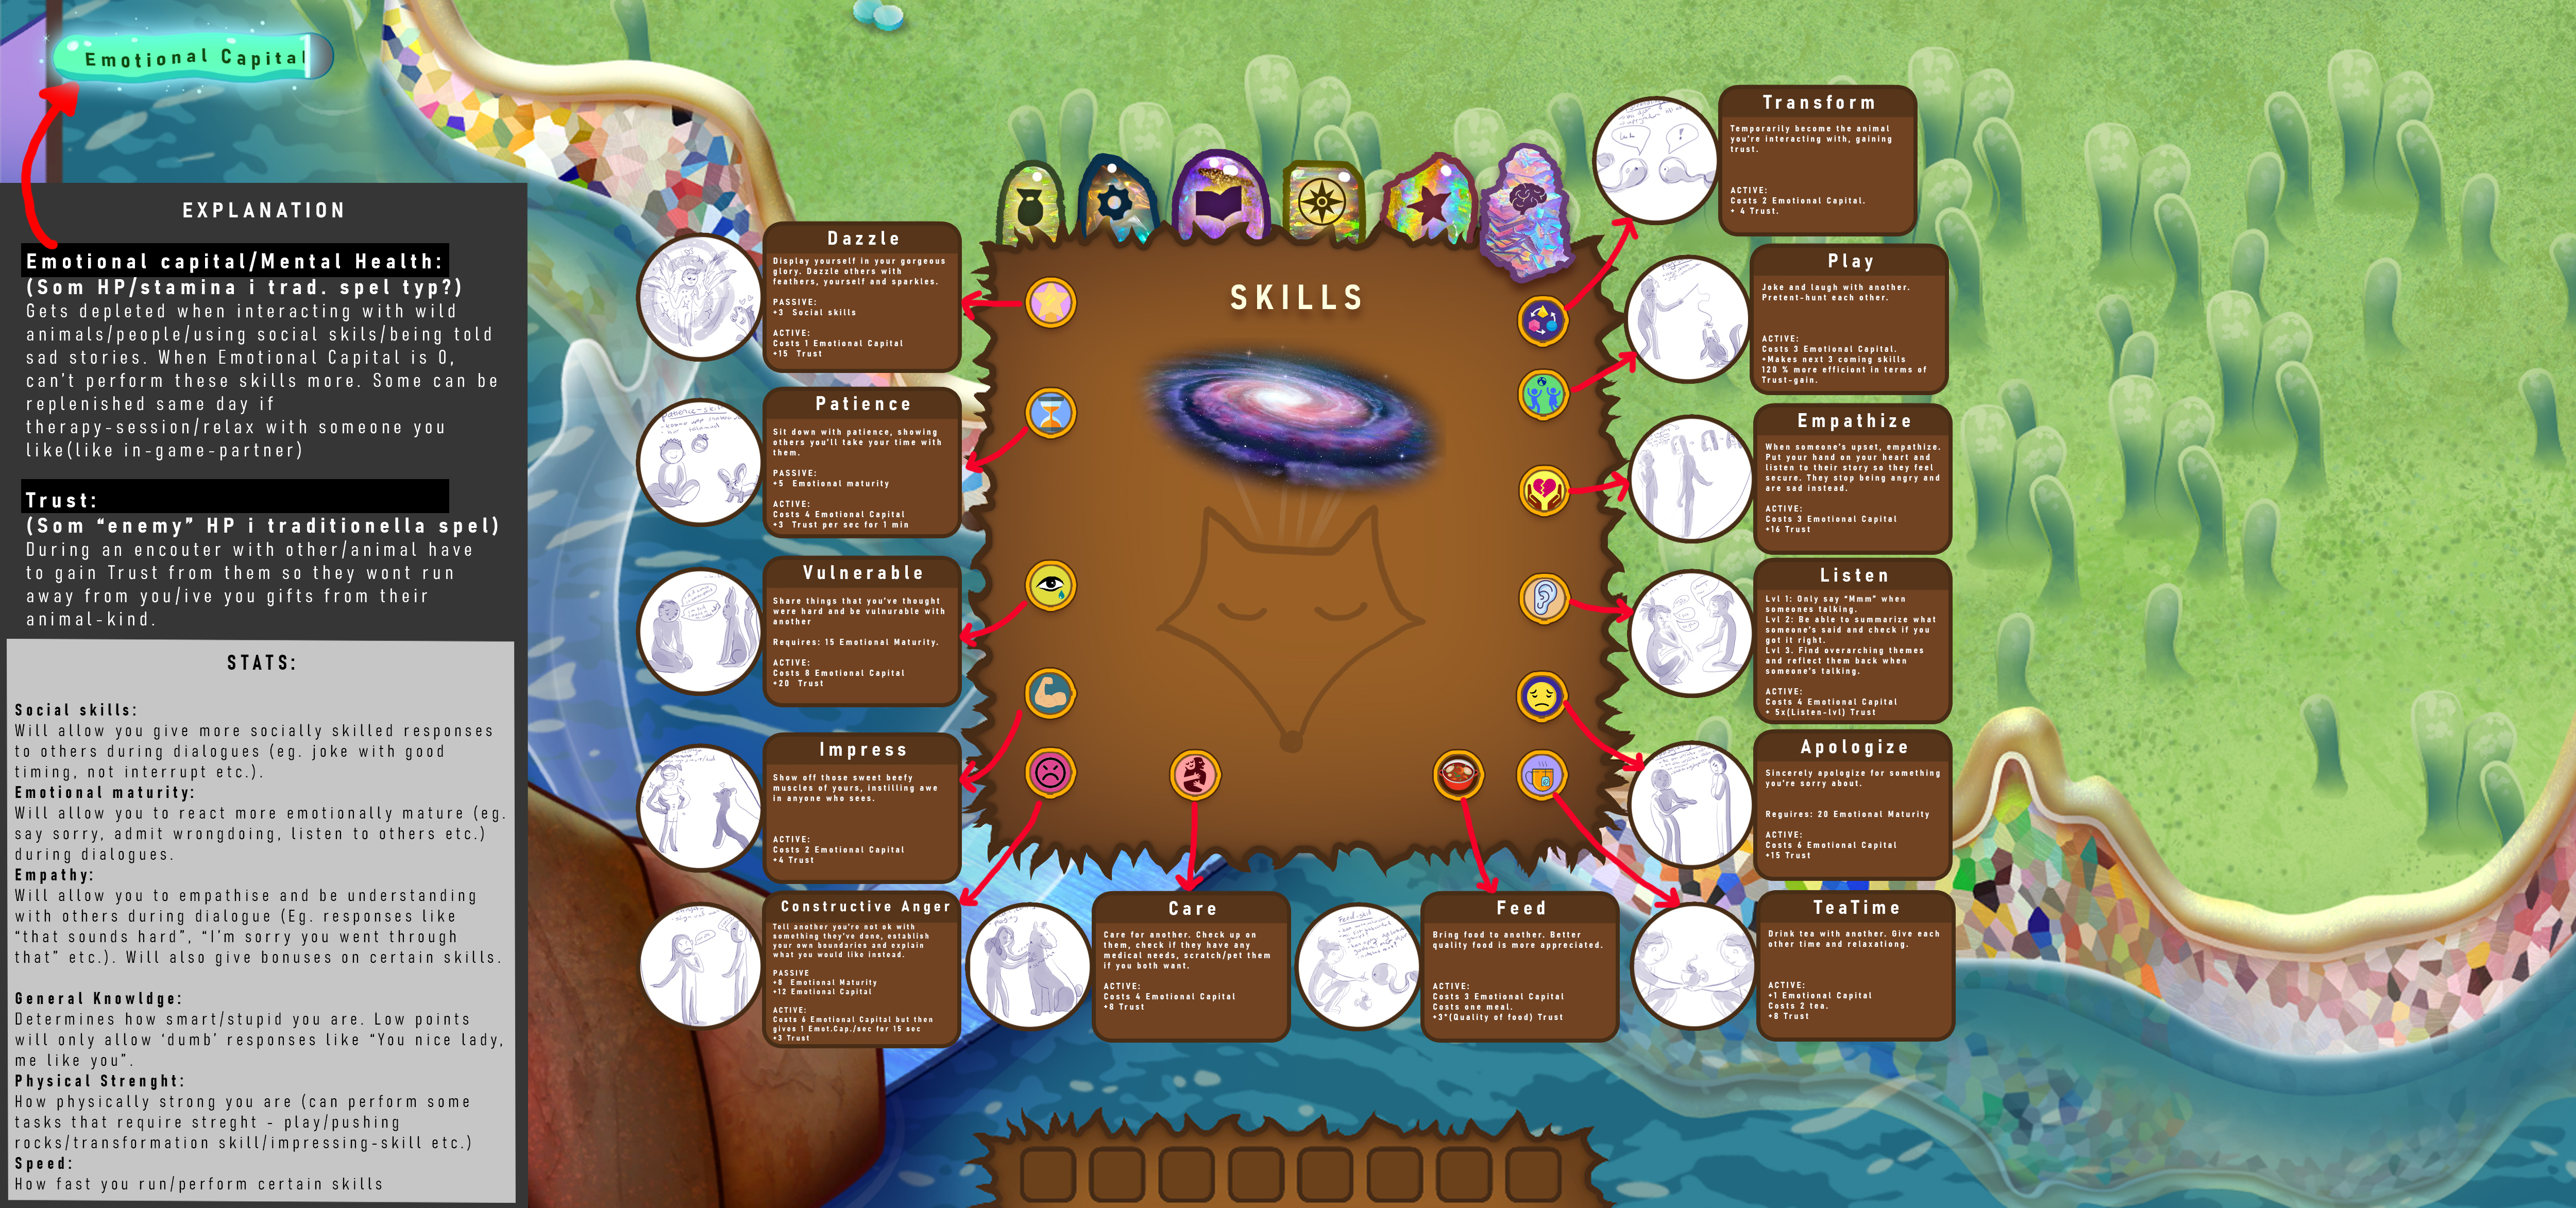 Emotional Capital
EXPLANATION
Emotional capital/Mental Health:
(Som HP/stamina i trad. spel typ?)
Gets depleted when interacting with wild
animals/people/using social skils/being told
sad stories. When Emotional Capital is 0,
can't perform these skills more. Some can be
replenished same day if
therapy-session/relax with someone you
like(like in-game-partner)
Trust:
(Som “enemy” HP i traditionella spel)
During an encouter with other/animal have
to gain Trust from them so they wont run
away from you/ive you gifts from their
animal-kind.
STATS:
Social skills:
Will allow you give more socially skilled responses
to others during dialogues (eg. joke with good
timing, not interrupt etc.).
Emotional maturity:
Will allow you to react more emotionally mature (eg.
say sorry, admit wrongdoing, listen to others etc.)
during dialogues.
Empathy:
Will allow you to empathise and be understanding
with others during dialogue (Eg. responses like
“that sounds hard”, “I'm sorry you went through
that” etc.). Will also give bonuses on certain skills.
General Knowldge:
Determines how smart/stupid you are. Low points
will only allow ‘dumb’ responses like “You nice lady,
me like you”.
Physical Strenght:
How physically strong you are (can perform some
tasks that require streght - play/pushing
rocks/transformation skill/impressing-skill etc.)
Speed:
How fast you run/perform certain skills
SKILLS
Dazzle
Display yourself in your gorgeous
glory. Dazzle others with
feathers, yourself and sparkles.
PASSIVE:
+3 Social skills
ACTIVE:
Costs 1 Emotional Capital
+15 Trust
Patience
Sit down with patience, showing
others you'll take your time with
them.
PASSIVE:
+5 Emotional maturity
ACTIVE:
Costs 4 Emotional Capital
+3 Trust per sec for 1 min
Vulnerable
Share things that you've thought
were hard and be vulnurable with
another
Requires: 15 Emotional Maturity.
ACTIVE:
Costs 8 Emotional Capital
+20 Trust
Impress
Show off those sweet beefy
muscles of yours, instilling awe
in anyone who sees.
ACTIVE:
Costs 2 Emotional Capital
+4 Trust
Constructive Anger
Tell another you're not ok with
something they've done, establish
your own boundaries and explain
what you would like instead.
PASSIVE
+8 Emotional Maturity
+12 Emotional Capital
ACTIVE:
Costs 6 Emotional Capital but then
gives 1 Emot.Cap./sec for 15 sec
+3 Trust
Care
Care for another. Check up on
them, check if they have any
medical needs, scratch/pet them
if you both want.
ACTIVE:
Costs 4 Emotional Capital
+8 Trust
Feed-skill
Feed
Bring food to another. Better
quality food is more appreciated.
ACTIVE:
Costs 3 Emotional Capital
Costs one meal.
+3*(Quality of food) Trust
TeaTime
Drink tea with another. Give each
other time and relaxationg.
ACTIVE:
+1 Emotional Capital
Costs 2 tea.
+8 Trust
Transform
Temporarily become the animal
you're interacting with, gaining
trust.
ACTIVE:
Costs 2 Emotional Capital.
+ 4 Trust.
Play
Joke and laugh with another.
Pretent-hunt each other.
ACTIVE:
Costs 3 Emotional Capital.
+Makes next 3 coming skills
120 % more efficiont in terms of
Trust-gain.
Empathize
When someone's upset, empathize.
Put your hand on your heart and
listen to their story so they feel
secure. They stop being angry and
are sad instead.
ACTIVE:
Costs 3 Emotional Capital
+16 Trust
Listen
Lvl 1: Only say “Mmm” when
someones talking.
Lvl 2: Be able to summarize what
someone's said and check if you
got it right.
Lvl 3. Find overarching themes
and reflect them back when
someone's talking.
ACTIVE:
Costs 4 Emotional Capital
+ 5x(Listen-lvl) Trust
Apologize
Sincerely apologize for something
you're sorry about.
Reguires: 20 Emotional Maturity
ACTIVE:
Costs 6 Emotional Capital
+15 Trust